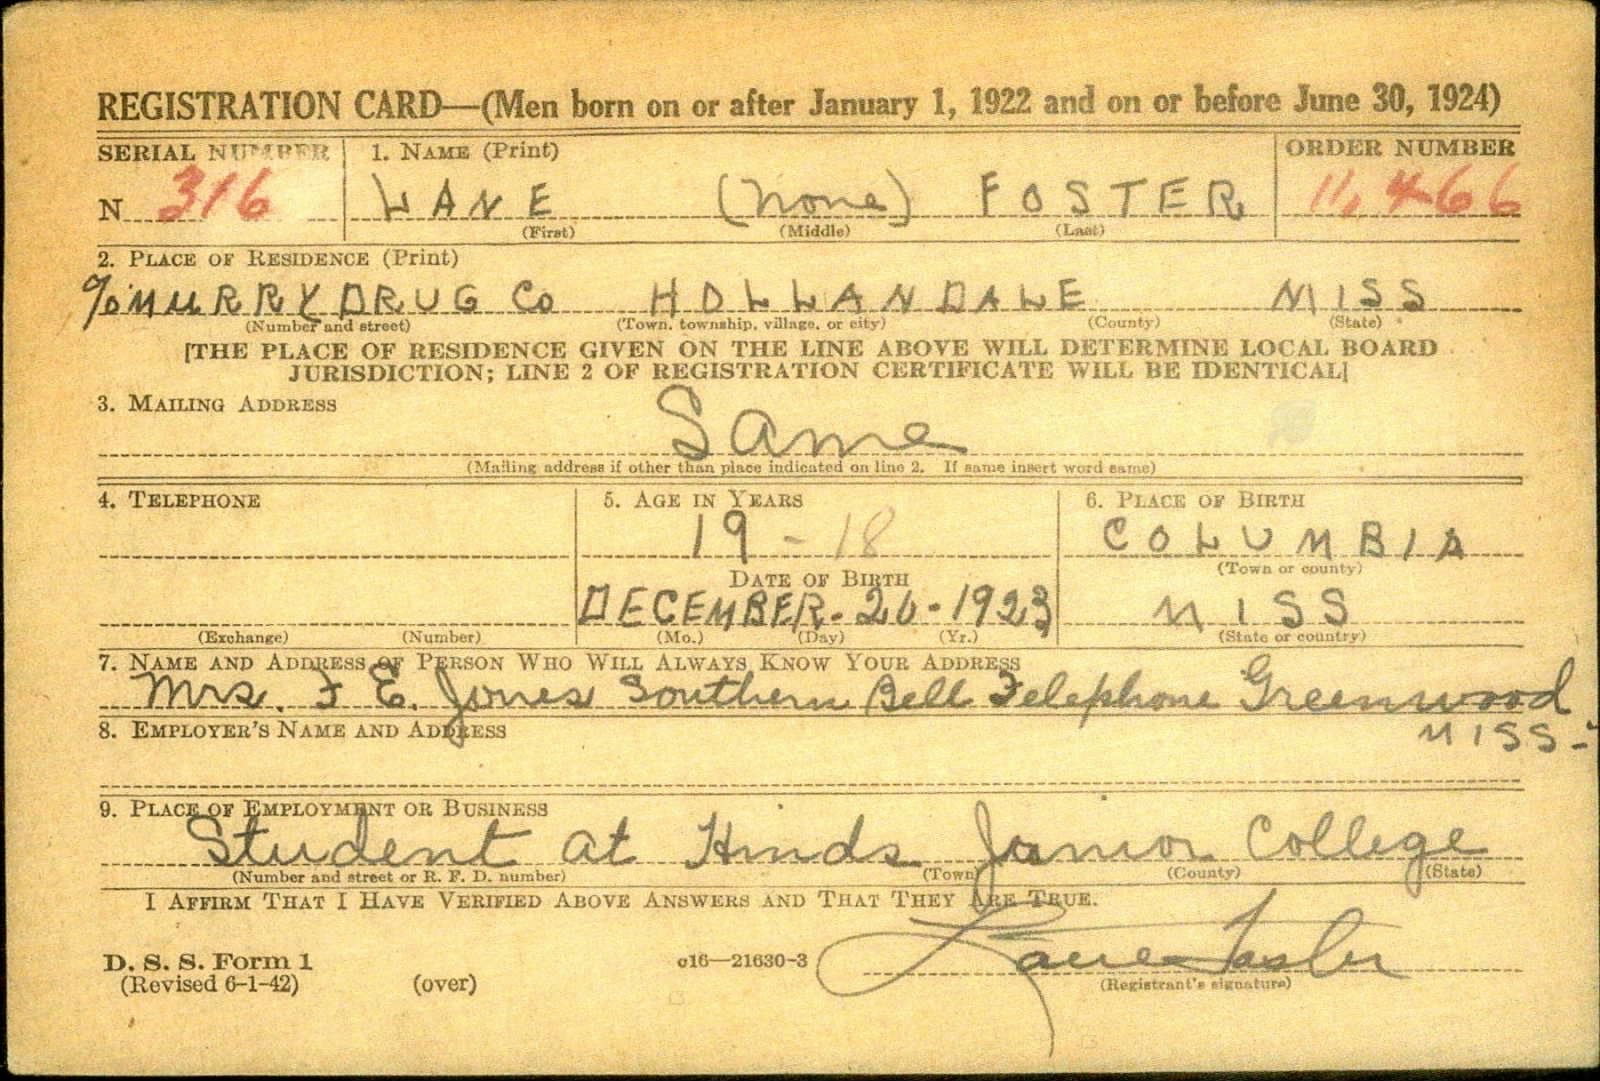 REGISTRATION CARD—(Men born on or after January 1, 1922 and on or before June 30, 1924)
SERIAL NUMBER 1. NAME (Print) ORDER NUMBER
N 316 LANE (None) FOSTER 11,466
(First) (Middle) (Last)
2. PLACE OF RESIDENCE (Print)
% MURRY DRUG Co HOLLANDALE MISS
(Number and street) (Town, township, village, or city) (County) (State)
[THE PLACE OF RESIDENCE GIVEN ON THE LINE ABOVE WILL DETERMINE LOCAL BOARD
JURISDICTION; LINE 2 OF REGISTRATION CERTIFICATE WILL BE IDENTICAL]
3. MAILING ADDRESS
Same
(Mailing address if other than place indicated on line 2. If same insert word same)
4. TELEPHONE 5. AGE IN YEARS 6. PLACE OF BIRTH
19 - 18 COLUMBIA
DATE OF BIRTH (Town or county)
DECEMBER - 26 - 1923 MISS
(Exchange) (Number) (Mo.) (Day) (Yr.) (State or country)
7. NAME AND ADDRESS OF PERSON WHO WILL ALWAYS KNOW YOUR ADDRESS
Mrs. F E. Jones Southern Bell Telephone Greenwood
8. EMPLOYER'S NAME AND ADDRESS MISS -
9. PLACE OF EMPLOYMENT OR BUSINESS
Student at Hinds Junior College
(Number and street or R. F. D. number) (Town) (County) (State)
I AFFIRM THAT I HAVE VERIFIED ABOVE ANSWERS AND THAT THEY ARE TRUE.
Lane Foster
D. S. S. Form 1 c16—21630-3
(Revised 6-1-42) (over) (Registrant's signature)